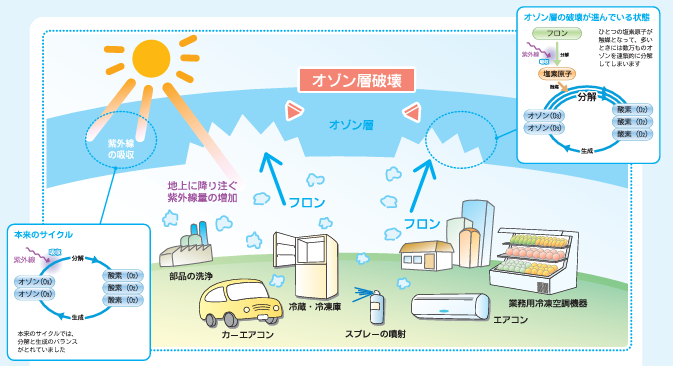 オゾン層の破壊が進んでいる状態
フロン
ひとつの塩素原子が
触媒となって、多い
ときには数万ものオ
ゾンを連鎖的に分解
してしまいます
紫外線
分解
塩素原子
分解
オゾン(O₃)
オゾン(O₃)
酸素(O₂)
酸素(O₂)
酸素(O₂)
生成
オゾン層破壊
オゾン層
紫外線
の吸収
地上に降り注ぐ
紫外線量の増加
フロン
フロン
本来のサイクル
紫外線
吸収
分解
オゾン(O₃)
オゾン(O₃)
酸素(O₂)
酸素(O₂)
酸素(O₂)
生成
本来のサイクルでは、
分解と生成のバランス
がとれていました
部品の洗浄
カーエアコン
冷蔵・冷凍庫
スプレーの噴射
エアコン
業務用冷凍空調機器